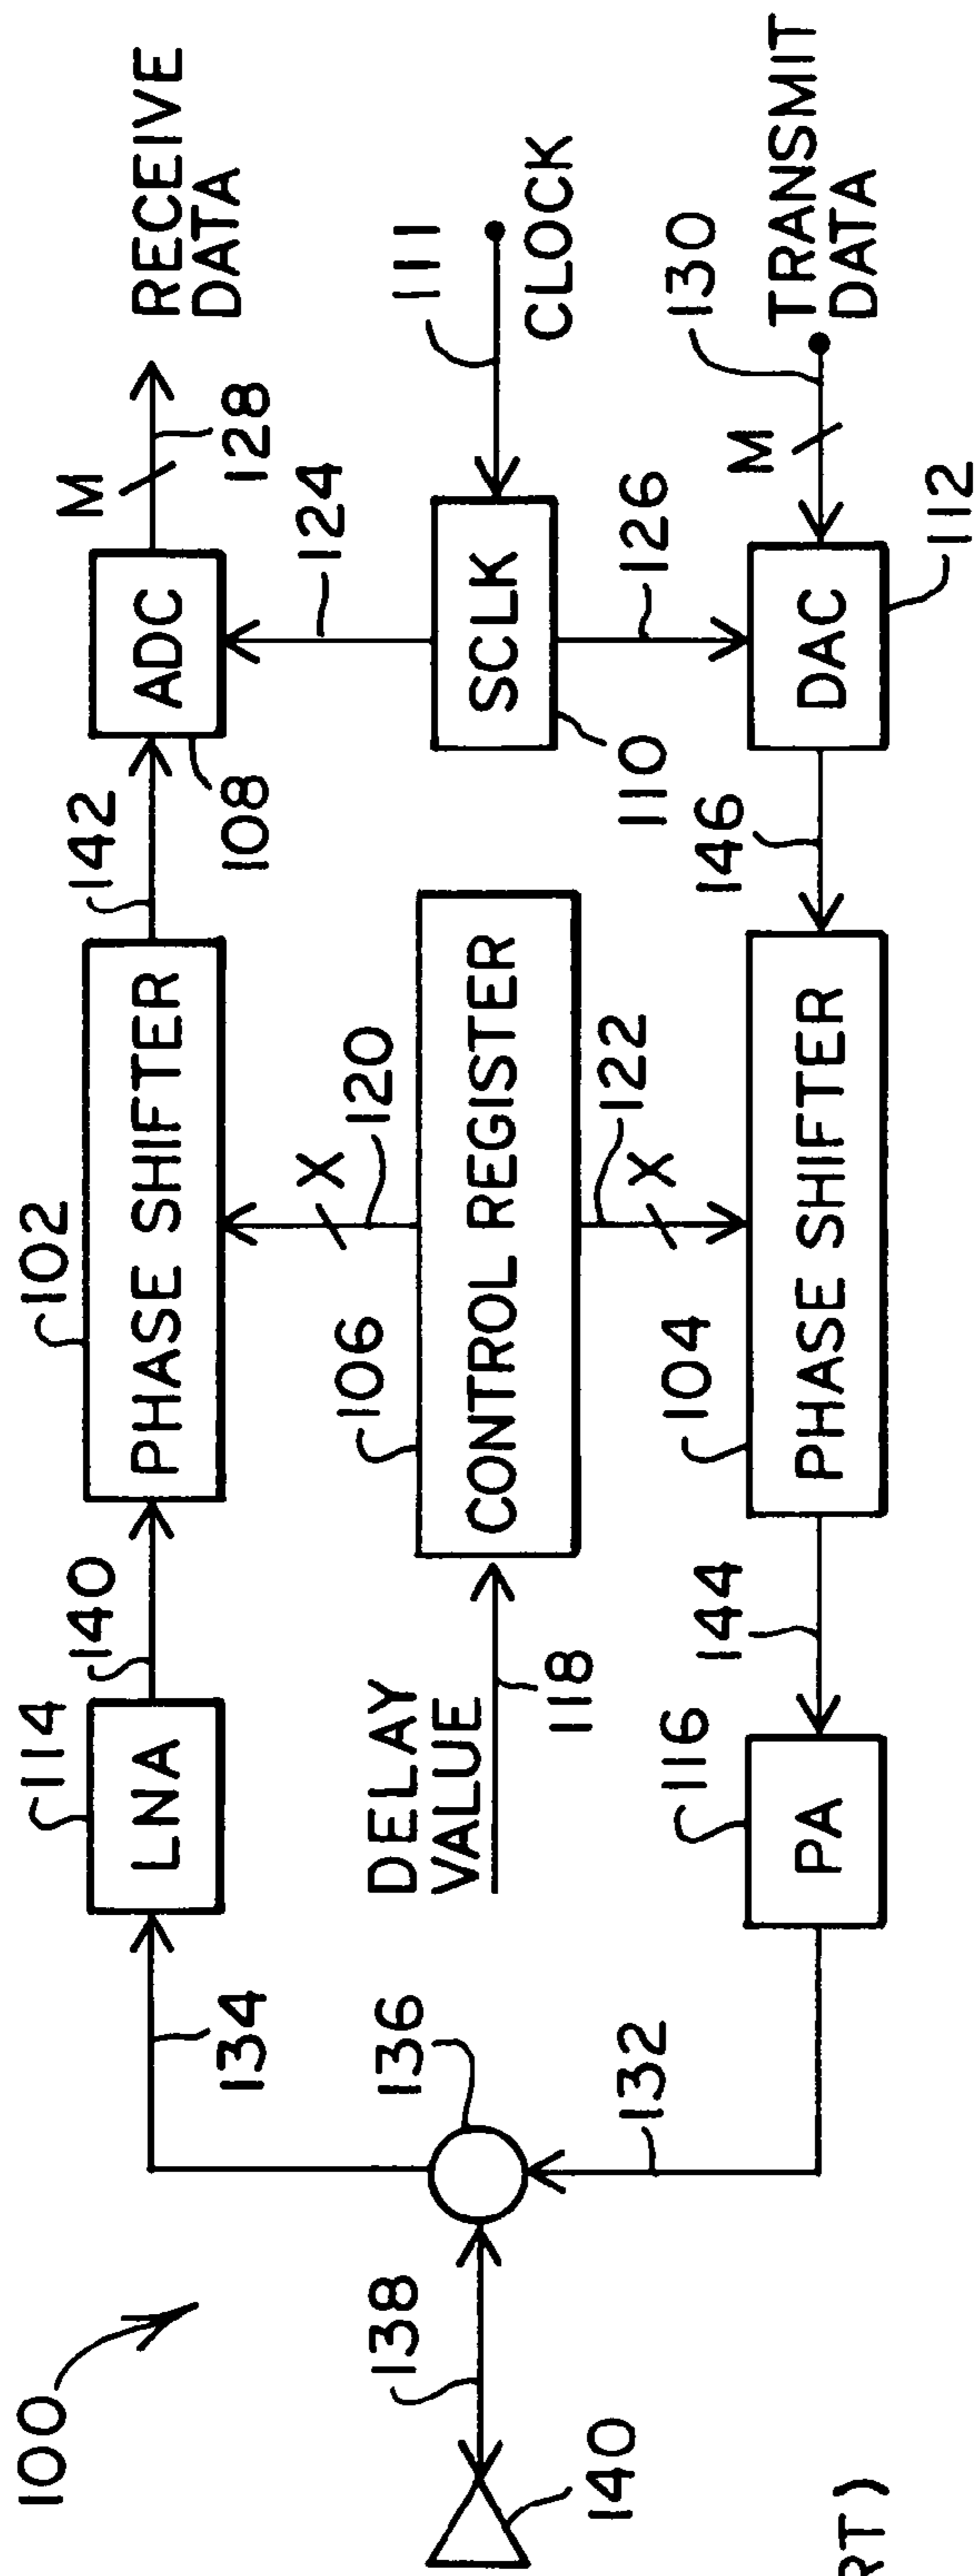 100
140
138
136
134
132
114
LNA
140
102
PHASE SHIFTER
142
ADC
108
M
128
RECEIVE
DATA
DELAY
VALUE
118
106
CONTROL REGISTER
120
X
122
X
124
SCLK
110
126
111
CLOCK
116
PA
144
104
PHASE SHIFTER
146
DAC
112
M
130
TRANSMIT
DATA
RT)